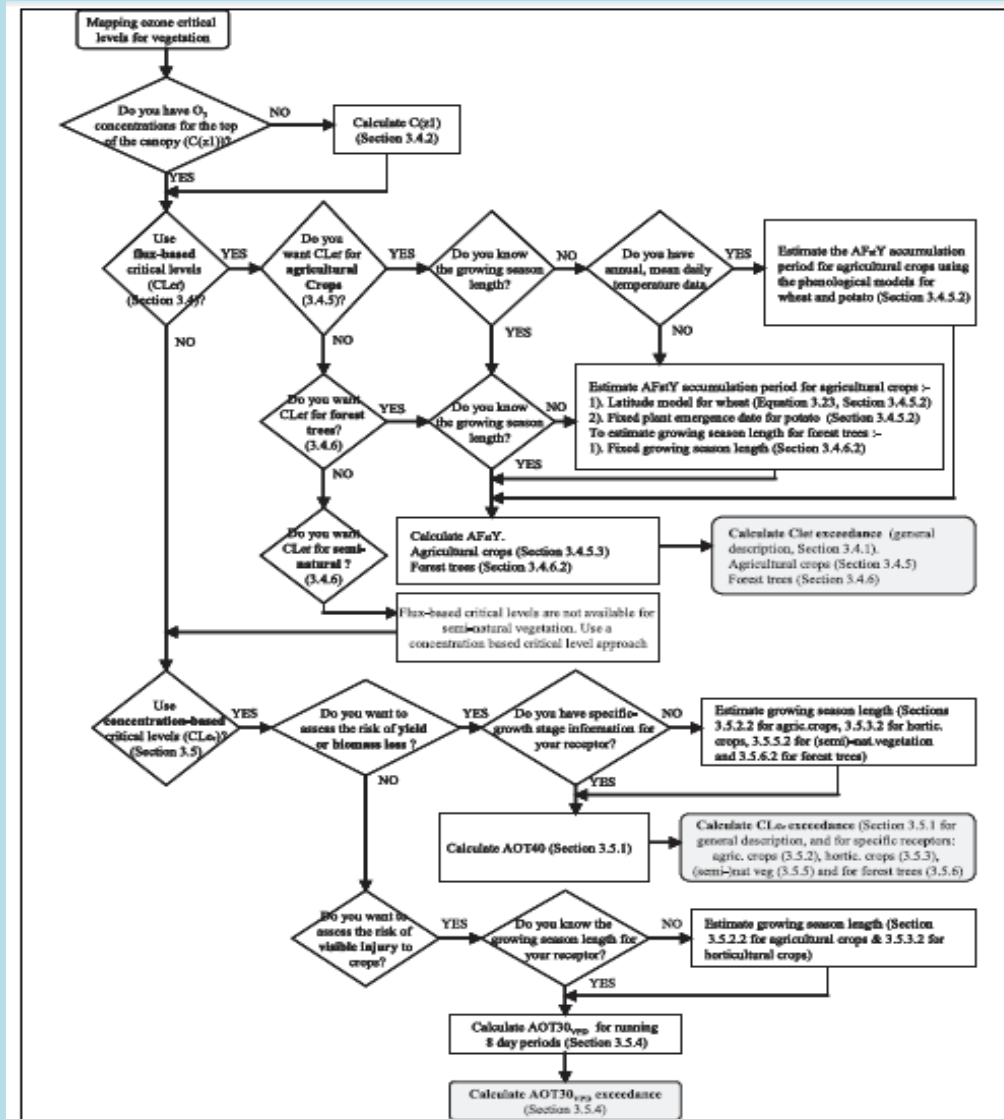 Mapping ozone critical
levels for vegetation
Do you have O3
concentrations for the top
of the canopy (C(z1))?
NO
Calculate C(z1)
(Section 3.4.2)
YES
Use
flux-based
critical levels
(CLef)
(Section 3.4)?
YES
Do you
want CLef for
agricultural
Crops
(3.4.5)?
YES
Do you know
the growing season
length?
NO
Do you have
annual, mean daily
temperature data
YES
Estimate the AFstY accumulation
period for agricultural crops using
the phenological models for
wheat and potato (Section 3.4.5.2)
NO
NO
YES
NO
Do you want
CLef for forest
trees?
(3.4.6)
YES
Do you know
the growing season
length?
NO
Estimate AFstY accumulation period for agricultural crops :-
1). Latitude model for wheat (Equation 3.23, Section 3.4.5.2)
2). Fixed plant emergence date for potato (Section 3.4.5.2)
To estimate growing season length for forest trees :-
1). Fixed growing season length (Section 3.4.6.2)
NO
YES
Do you want
CLef for semi-
natural ?
(3.4.6)
Calculate AFstY.
Agricultural crops (Section 3.4.5.3)
Forest trees (Section 3.4.6.2)
Calculate Clef exceedance (general
description, Section 3.4.1).
Agricultural crops (Section 3.4.5)
Forest trees (Section 3.4.6)
Flux-based critical levels are not available for
semi-natural vegetation. Use a
concentration based critical level approach
Use
concentration-based
critical levels (CLec)?
(Section 3.5)
YES
Do you want to
assess the risk of yield
or biomass loss ?
YES
Do you have specific-
growth stage information for
your receptor?
NO
Estimate growing season length (Sections
3.5.2.2 for agric.crops, 3.5.3.2 for hortic.
crops, 3.5.5.2 for (semi)-nat.vegetation
and 3.5.6.2 for forest trees)
NO
YES
Calculate AOT40 (Section 3.5.1)
Calculate CLec exceedance (Section 3.5.1 for
general description, and for specific receptors:
agric. crops (3.5.2), hortic. crops (3.5.3),
(semi-)nat veg (3.5.5) and for forest trees (3.5.6)
Do you want to
assess the risk of
visible Injury to
crops?
YES
Do you know the
growing season length for
your receptor?
NO
Estimate growing season length (Section
3.5.2.2 for agricultural crops & 3.5.3.2 for
horticultural crops)
YES
Calculate AOT30VPD for running
8 day periods (Section 3.5.4)
Calculate AOT30VPD exceedance
(Section 3.5.4)